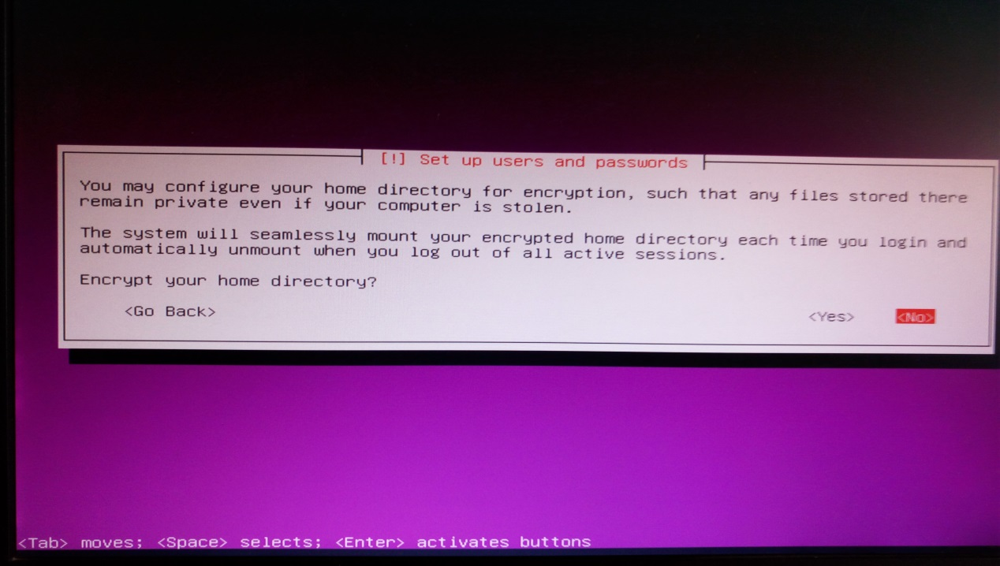 [!] Set up users and passwords
You may configure your home directory for encryption, such that any files stored there
remain private even if your computer is stolen.
The system will seamlessly mount your encrypted home directory each time you login and
automatically unmount when you log out of all active sessions.
Encrypt your home directory?
<Go Back> <Yes> <No>
<Tab> moves; <Space> selects; <Enter> activates buttons